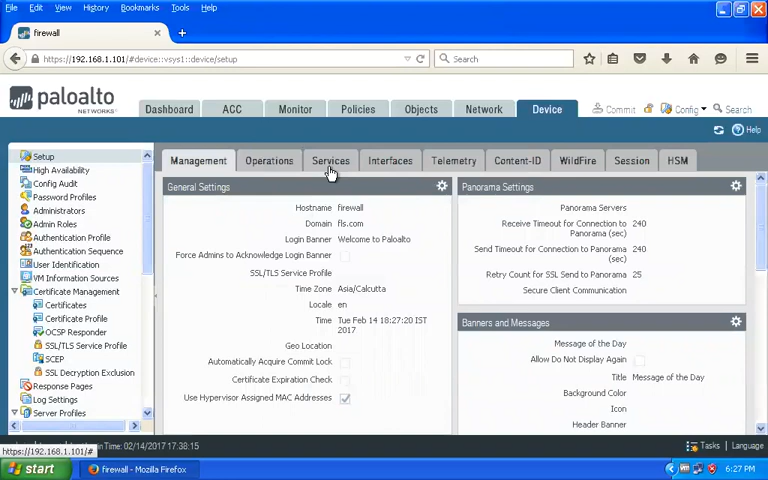 File Edit View History Bookmarks Tools Help
firewall
https://192.168.1.101/#device::vsys1::device/setup
Search
paloalto
NETWORKS
Dashboard ACC Monitor Policies Objects Network Device
Commit Config Search
Help
Setup
High Availability
Config Audit
Password Profiles
Administrators
Admin Roles
Authentication Profile
Authentication Sequence
User Identification
VM Information Sources
Certificate Management
Certificates
Certificate Profile
OCSP Responder
SSL/TLS Service Profile
SCEP
SSL Decryption Exclusion
Response Pages
Log Settings
Server Profiles
Management Operations Services Interfaces Telemetry Content-ID WildFire Session HSM
General Settings
Hostname firewall
Domain fls.com
Login Banner Welcome to Paloalto
Force Admins to Acknowledge Login Banner
SSL/TLS Service Profile
Time Zone Asia/Calcutta
Locale en
Time Tue Feb 14 18:27:20 IST
2017
Geo Location
Automatically Acquire Commit Lock
Certificate Expiration Check
Use Hypervisor Assigned MAC Addresses
Panorama Settings
Panorama Servers
Receive Timeout for Connection to 240
Panorama (sec)
Send Timeout for Connection to Panorama 240
(sec)
Retry Count for SSL Send to Panorama 25
Secure Client Communication
Banners and Messages
Message of the Day
Allow Do Not Display Again
Title Message of the Day
Background Color
Icon
Header Banner
https://192.168.1.101/#
in Time: 02/14/2017 17:38:15
Tasks Language
start
firewall - Mozilla Firefox
6:27 PM